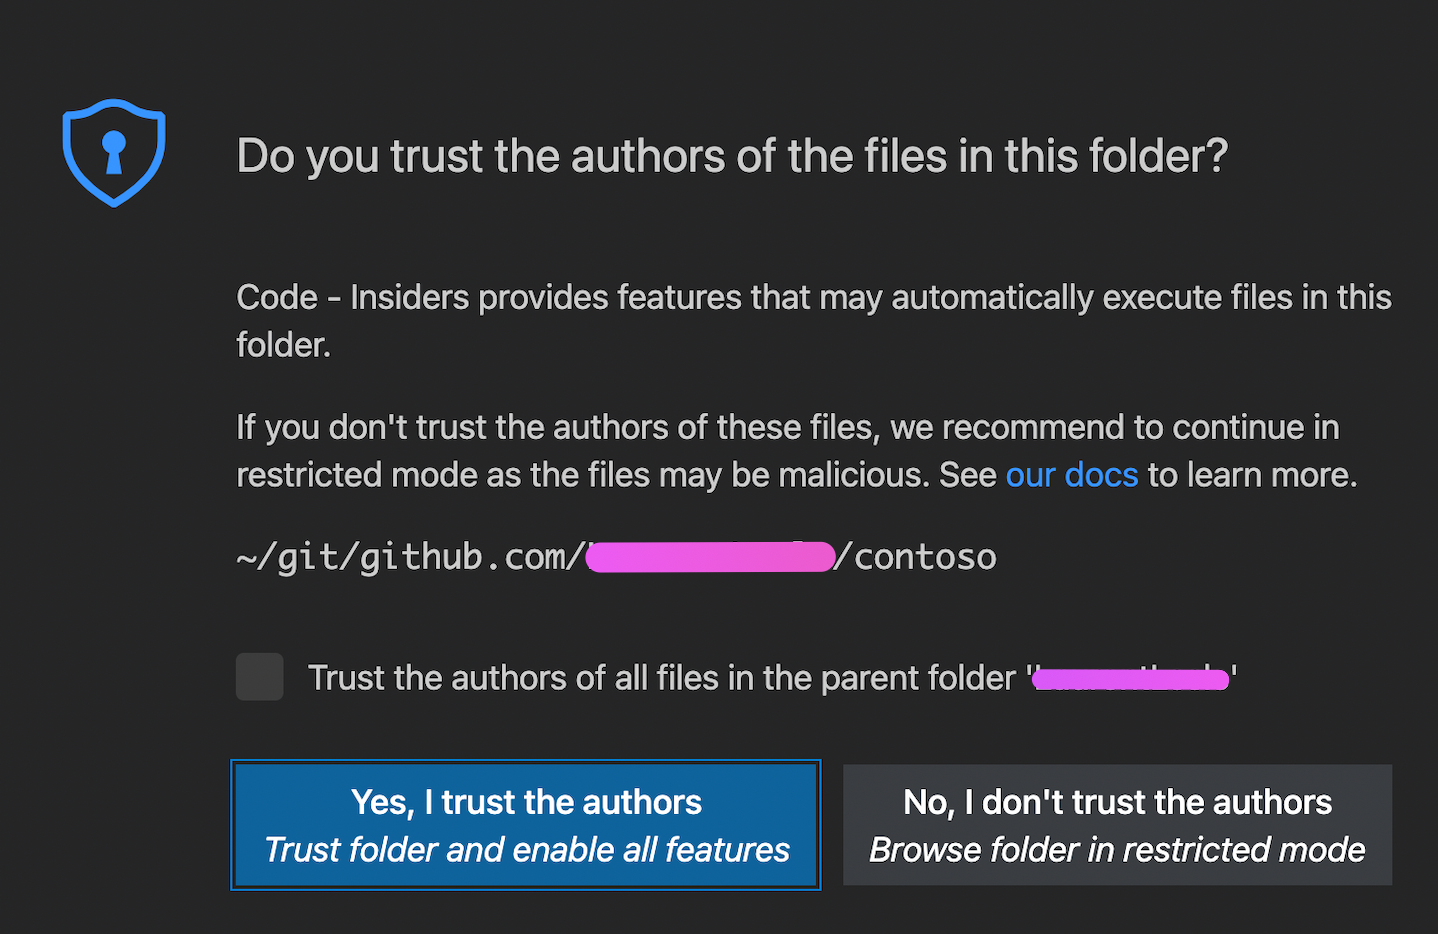 Do you trust the authors of the files in this folder?
Code - Insiders provides features that may automatically execute files in this
folder.
If you don't trust the authors of these files, we recommend to continue in
restricted mode as the files may be malicious. See our docs to learn more.
~/git/github.com/ /contoso
Trust the authors of all files in the parent folder ' '
Yes, I trust the authors
Trust folder and enable all features
No, I don't trust the authors
Browse folder in restricted mode